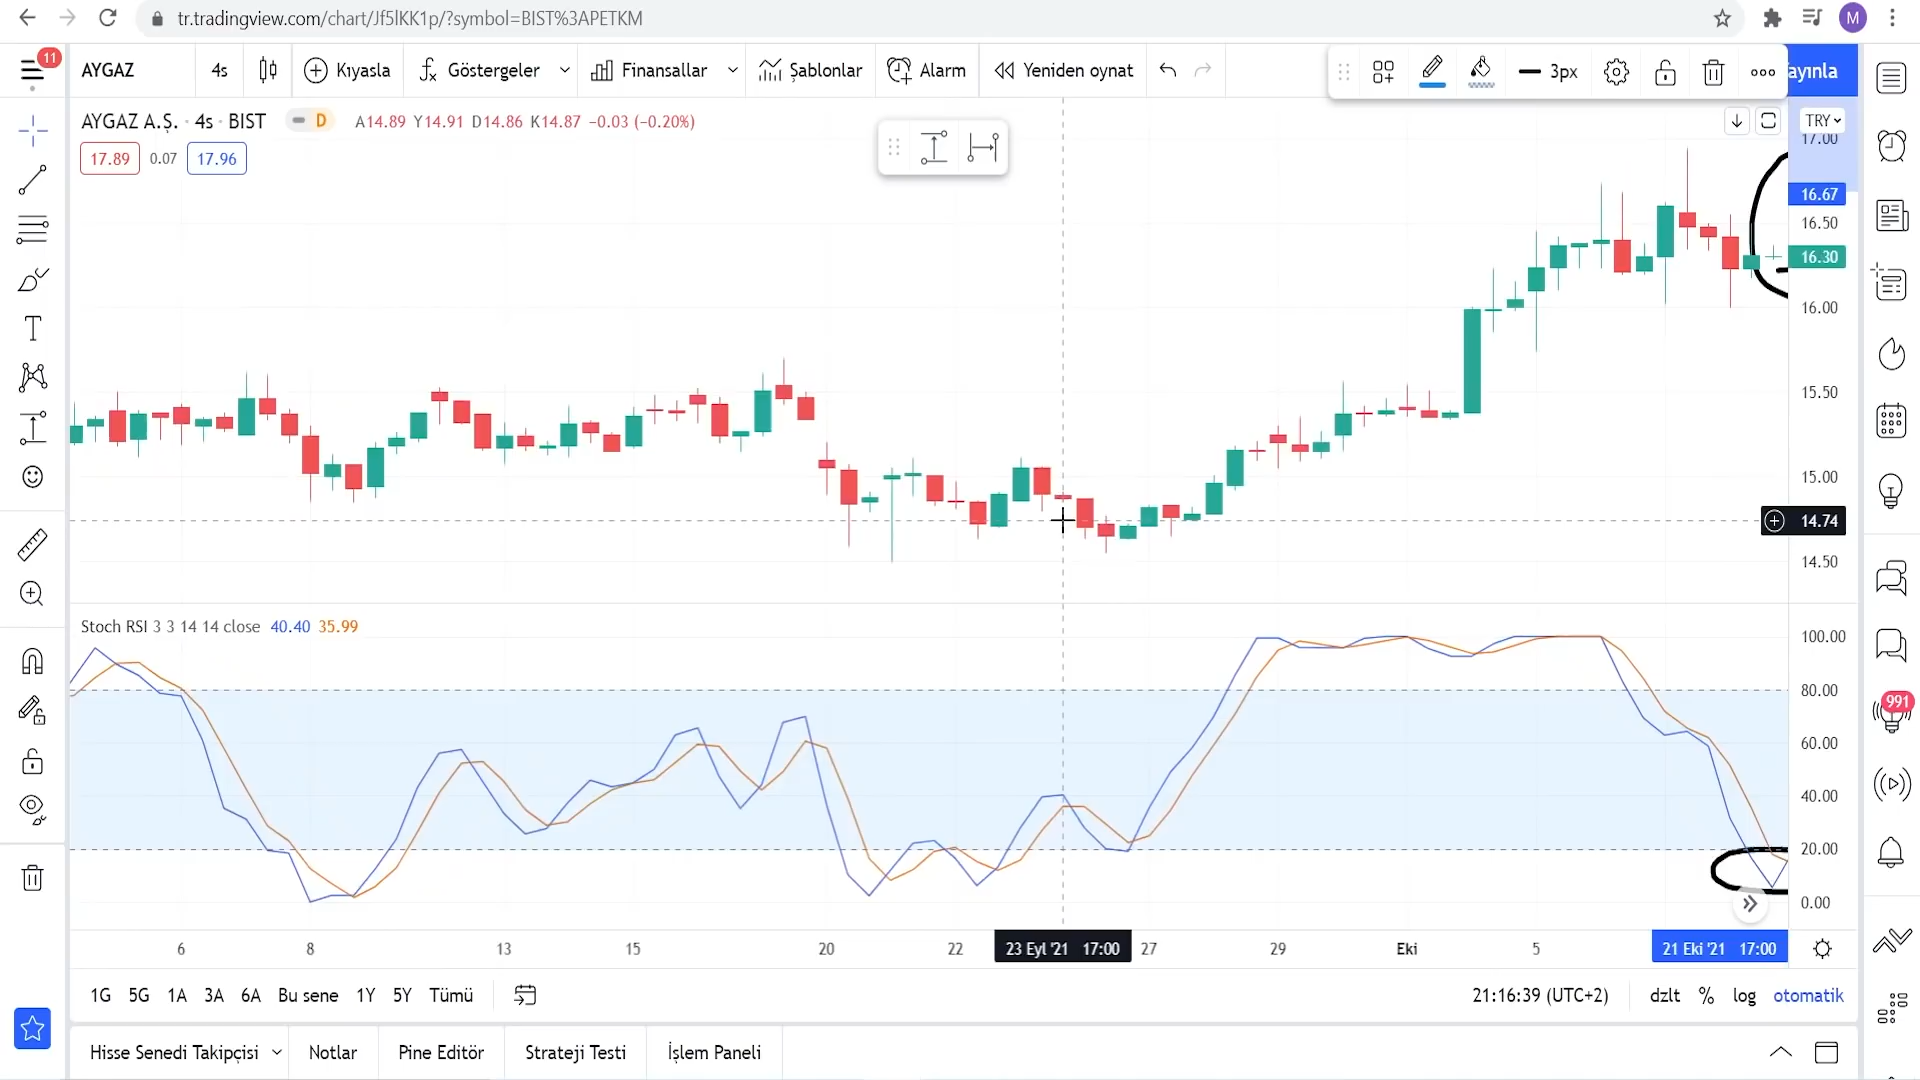 tr.tradingview.com/chart/Jf5lKK1p/?symbol=BIST%3APETKM
M
11
AYGAZ 4s Kıyasla Göstergeler Finansallar Şablonlar Alarm Yeniden oynat 3px ayınla
AYGAZ A.Ş. · 4s · BIST D A14.89 Y14.91 D14.86 K14.87 −0.03 (−0.20%)
TRY
17.89 0.07 17.96
17.00
16.67
16.50
16.30
16.00
15.50
15.00
14.74
14.50
Stoch RSI 3 3 14 14 close 40.40 35.99
100.00
80.00
991
60.00
40.00
20.00
0.00
6 8 13 15 20 22 23 Eyl '21 17:00 27 29 Eki 5 21 Eki '21 17:00
1G 5G 1A 3A 6A Bu sene 1Y 5Y Tümü 21:16:39 (UTC+2) dzlt % log otomatik
Hisse Senedi Takipçisi Notlar Pine Editör Strateji Testi İşlem Paneli